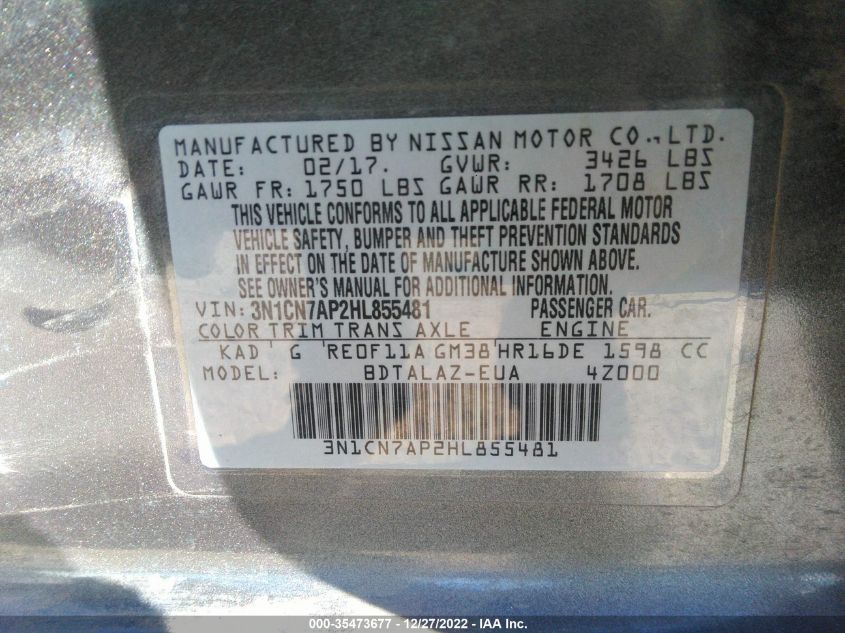 MANUFACTURED BY NISSAN MOTOR CO., LTD.
DATE: 02/17. GVWR: 3426 LBS
GAWR FR: 1750 LBS GAWR RR: 1708 LBS
THIS VEHICLE CONFORMS TO ALL APPLICABLE FEDERAL MOTOR
VEHICLE SAFETY, BUMPER AND THEFT PREVENTION STANDARDS
IN EFFECT ON THE DATE OF MANUFACTURE SHOWN ABOVE.
SEE OWNER'S MANUAL FOR ADDITIONAL INFORMATION.
VIN: 3N1CN7AP2HL855481 PASSENGER CAR.
COLOR TRIM TRANS AXLE ENGINE
KAD G RE0F11A GM38 HR16DE 1598 CC
MODEL: BDTALAZ-EUA 4Z000
3N1CN7AP2HL855481
000-35473677 - 12/27/2022 - IAA Inc.